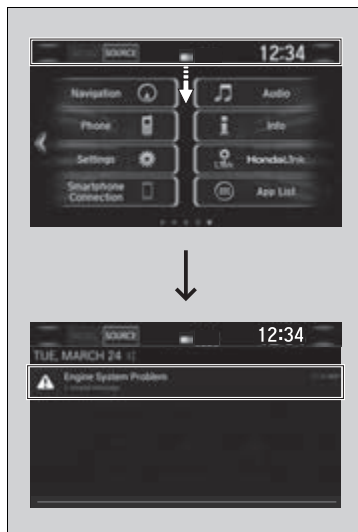 SOURCE 12:34
Navigation Audio
Phone Info
Settings Link HondaLink
Smartphone
Connection App List
SOURCE 12:34
TUE, MARCH 24
Engine System Problem